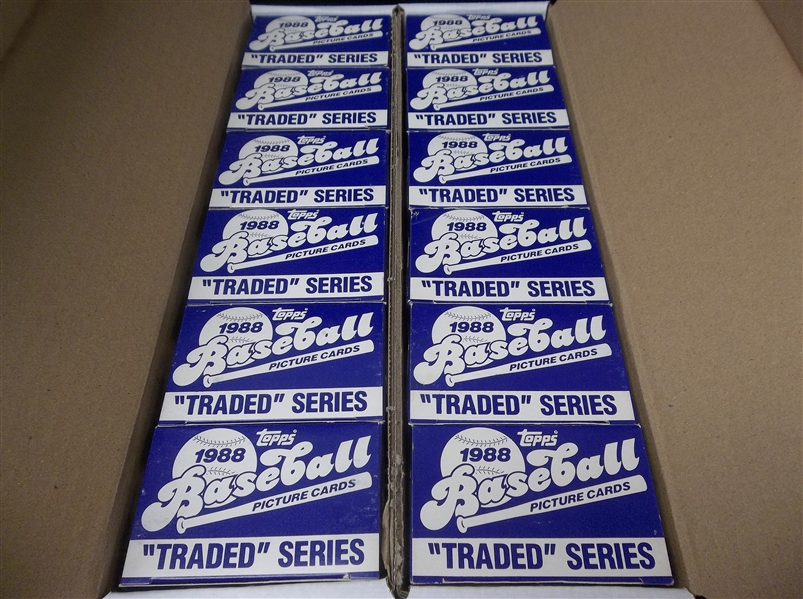 Topps
1988
Baseball
PICTURE CARDS
"TRADED" SERIES
Topps
1988
Baseball
PICTURE CARDS
"TRADED" SERIES
Topps
1988
Baseball
PICTURE CARDS
"TRADED" SERIES
Topps
1988
Baseball
PICTURE CARDS
"TRADED" SERIES
Topps
1988
Baseball
PICTURE CARDS
"TRADED" SERIES
Topps
1988
Baseball
PICTURE CARDS
"TRADED" SERIES
Topps
1988
Baseball
PICTURE CARDS
"TRADED" SERIES
Topps
1988
Baseball
PICTURE CARDS
"TRADED" SERIES
Topps
1988
Baseball
PICTURE CARDS
"TRADED" SERIES
Topps
1988
Baseball
PICTURE CARDS
"TRADED" SERIES
Topps
1988
Baseball
PICTURE CARDS
"TRADED" SERIES
Topps
1988
Baseball
PICTURE CARDS
"TRADED" SERIES